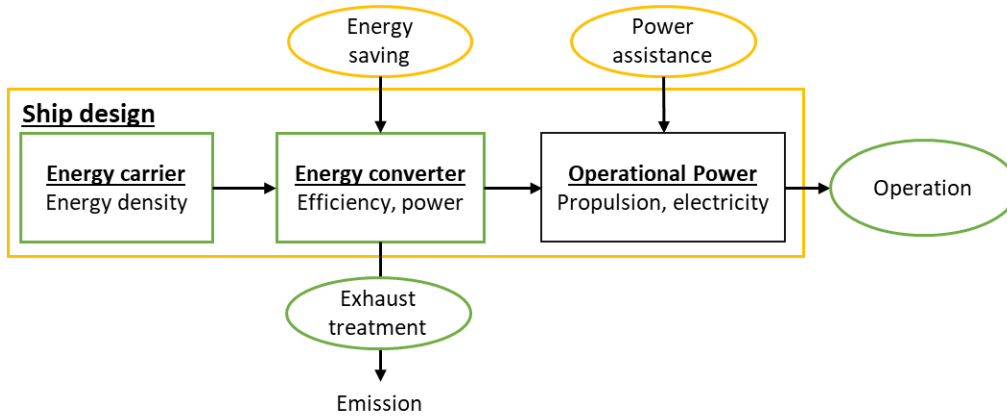 Energy
saving
Power
assistance
Ship design
Energy carrier
Energy density
Energy converter
Efficiency, power
Operational Power
Propulsion, electricity
Operation
Exhaust
treatment
Emission